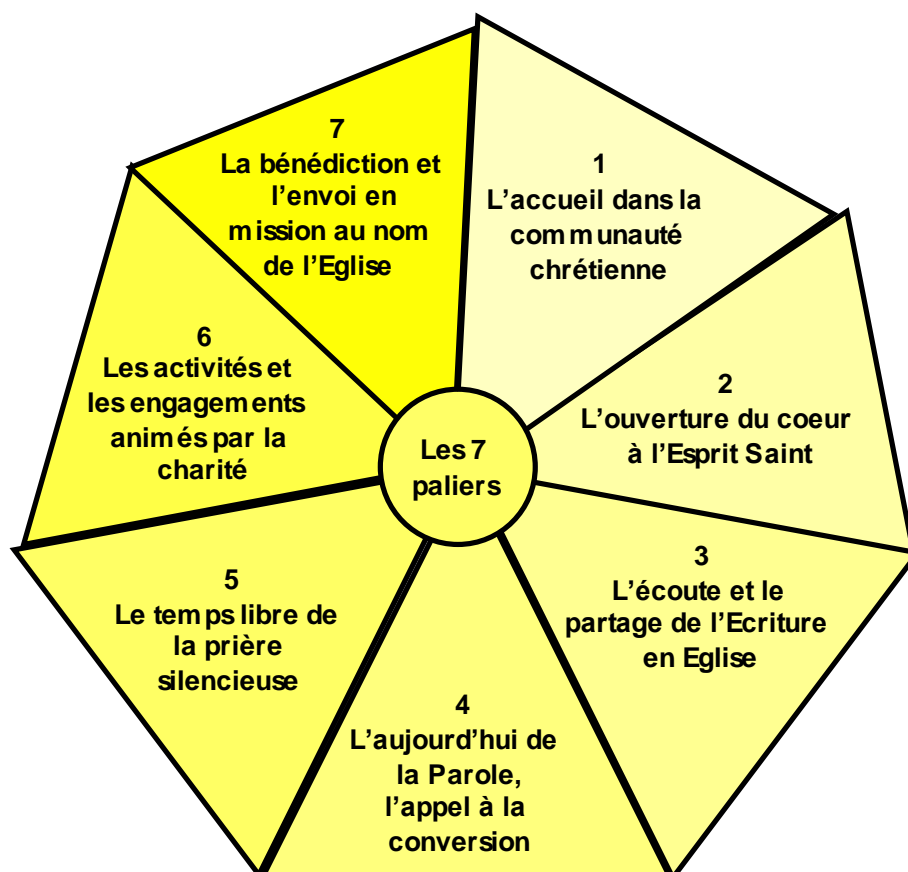 Les 7
paliers
1
L'accueil dans la
communauté
chrétienne
2
L'ouverture du coeur
à l'Esprit Saint
3
L'écoute et le
partage de l'Ecriture
en Eglise
4
L'aujourd'hui de
la Parole,
l'appel à la
conversion
5
Le temps libre de
la prière
silencieuse
6
Les activités et
les engagements
animés par la
charité
7
La bénédiction et
l'envoi en
mission au nom
de l'Eglise